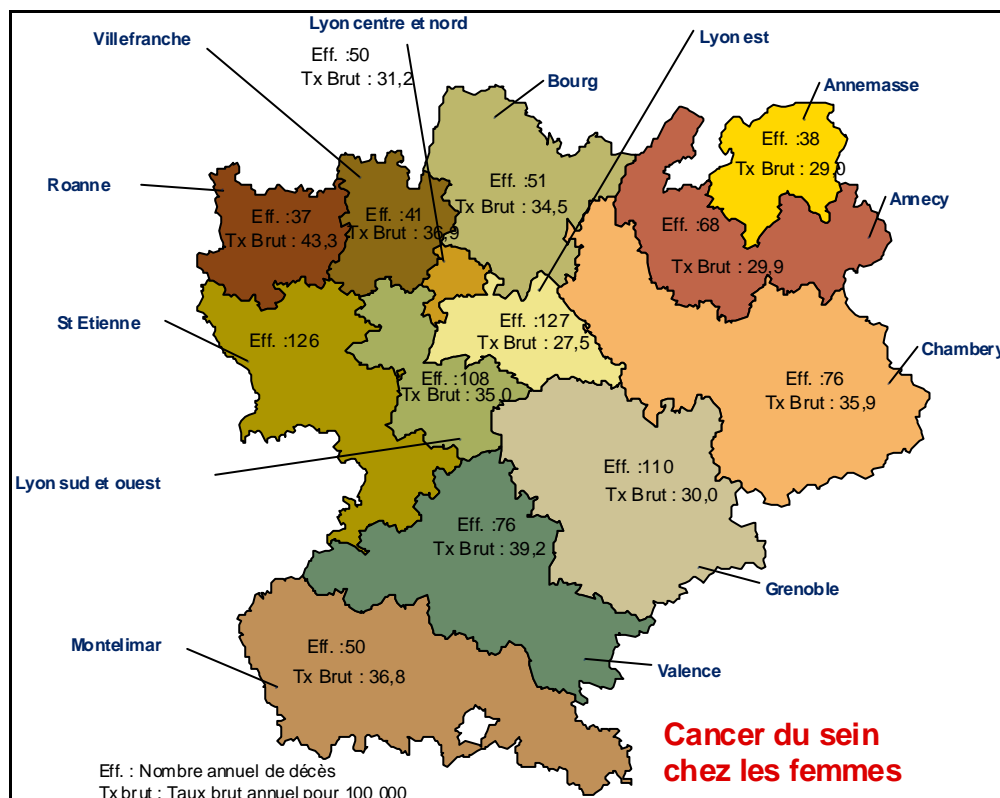 Lyon centre et nord
Villefranche
Eff. :50
Tx Brut : 31,2
Lyon est
Bourg
Annemasse
Eff. :38
Tx Brut : 29,0
Roanne
Eff. :37
Tx Brut : 43,3
Eff. :41
Tx Brut : 36,9
Eff. :51
Tx Brut : 34,5
Eff. :68
Tx Brut : 29,9
Annecy
St Etienne
Eff. :126
Eff. :127
Tx Brut : 27,5
Chambery
Eff. :108
Tx Brut : 35,0
Eff. :76
Tx Brut : 35,9
Lyon sud et ouest
Eff. :110
Tx Brut : 30,0
Eff. :76
Tx Brut : 39,2
Grenoble
Montelimar
Eff. :50
Tx Brut : 36,8
Valence
Cancer du sein
chez les femmes
Eff. : Nombre annuel de décès
Tx brut : Taux brut annuel pour 100 000